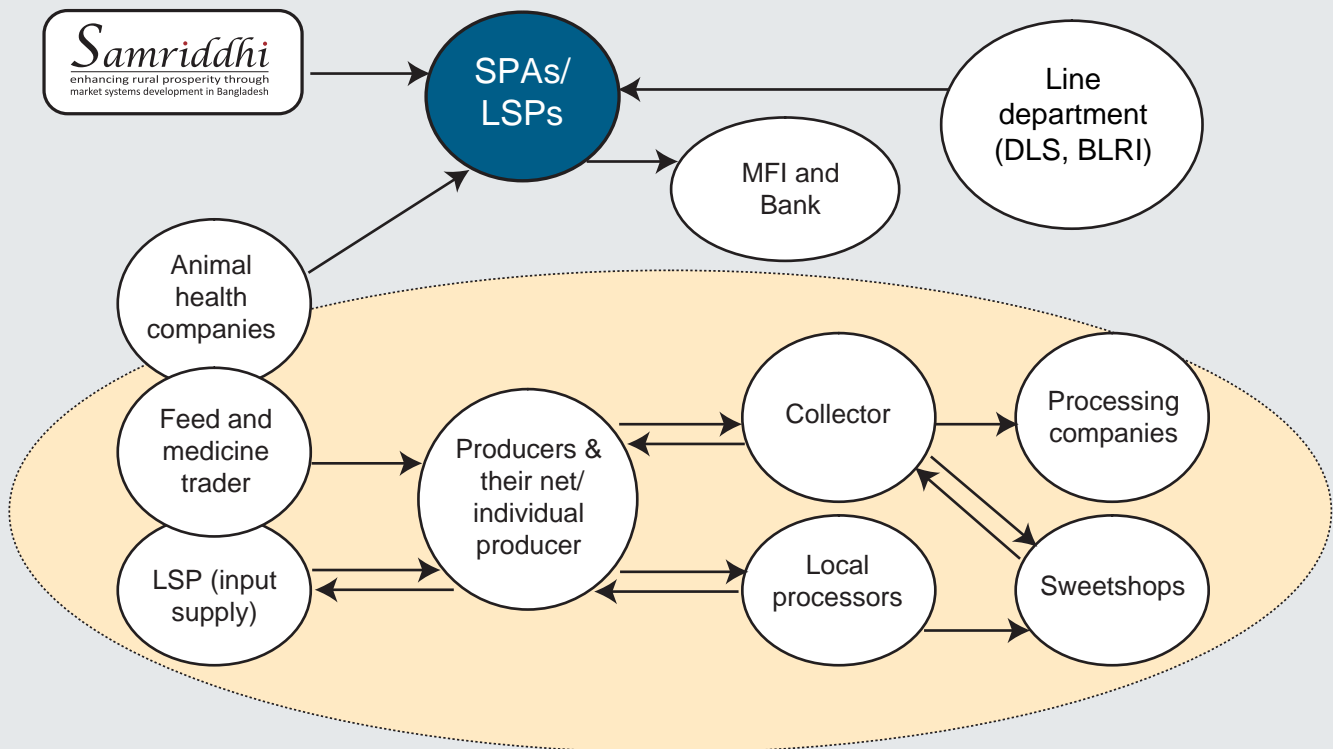 Samriddhi
enhancing rural prosperity through
market systems development in Bangladesh
SPAs/
LSPs
Line
department
(DLS, BLRI)
MFI and
Bank
Animal
health
companies
Feed and
medicine
trader
LSP (input
supply)
Producers &
their net/
individual
producer
Collector
Local
processors
Processing
companies
Sweetshops